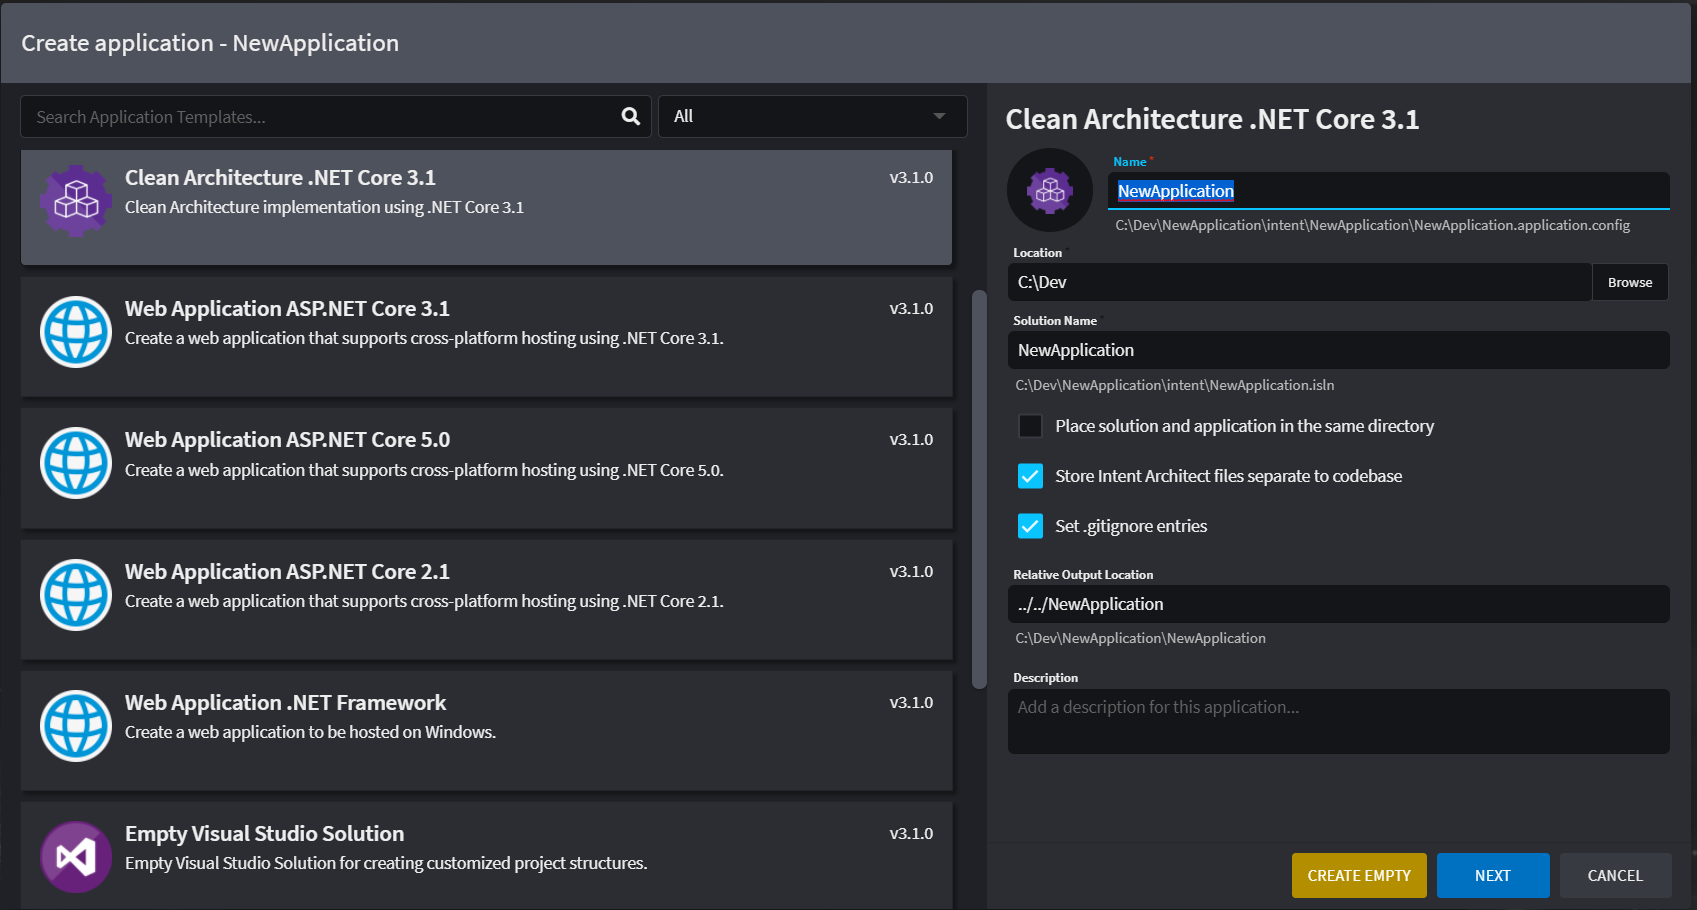 Create application - NewApplication
Search Application Templates...
All
Clean Architecture .NET Core 3.1
v3.1.0
Clean Architecture implementation using .NET Core 3.1
Web Application ASP.NET Core 3.1
v3.1.0
Create a web application that supports cross-platform hosting using .NET Core 3.1.
Web Application ASP.NET Core 5.0
v3.1.0
Create a web application that supports cross-platform hosting using .NET Core 5.0.
Web Application ASP.NET Core 2.1
v3.1.0
Create a web application that supports cross-platform hosting using .NET Core 2.1.
Web Application .NET Framework
v3.1.0
Create a web application to be hosted on Windows.
Empty Visual Studio Solution
v3.1.0
Empty Visual Studio Solution for creating customized project structures.
Clean Architecture .NET Core 3.1
Name *
NewApplication
C:\Dev\NewApplication\intent\NewApplication\NewApplication.application.config
Location *
C:\Dev
Browse
Solution Name *
NewApplication
C:\Dev\NewApplication\intent\NewApplication.isln
Place solution and application in the same directory
Store Intent Architect files separate to codebase
Set .gitignore entries
Relative Output Location
../../NewApplication
C:\Dev\NewApplication\NewApplication
Description
Add a description for this application...
CREATE EMPTY
NEXT
CANCEL